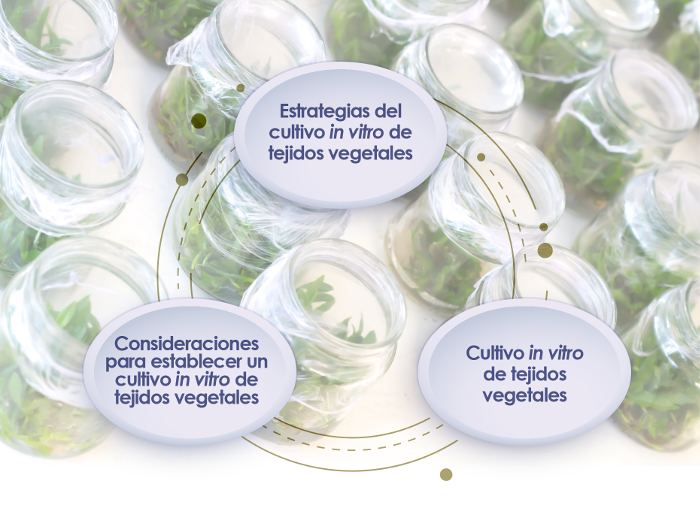 Estrategias del
cultivo in vitro de
tejidos vegetales
Consideraciones
para establecer un
cultivo in vitro de
tejidos vegetales
Cultivo in vitro
de tejidos
vegetales